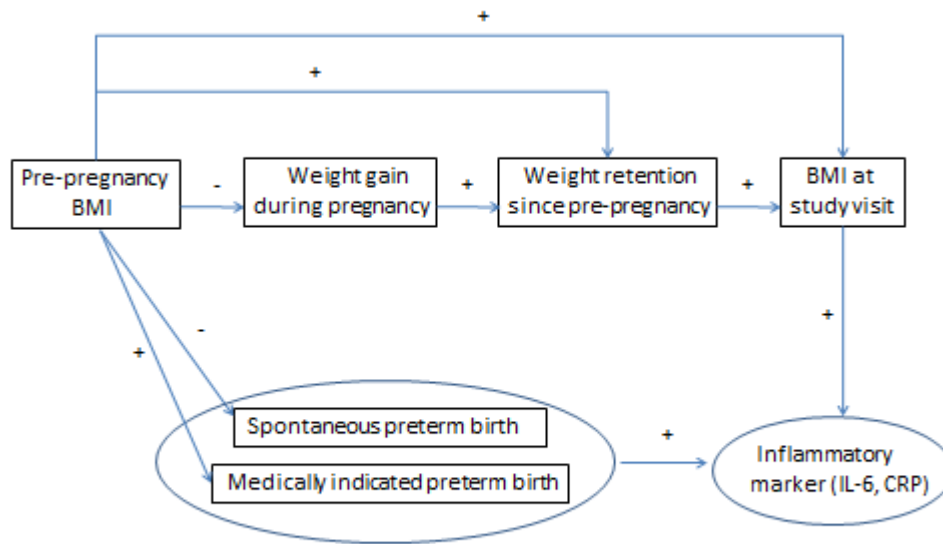 +
+
Pre-pregnancy
BMI
-
Weight gain
during pregnancy
+
Weight retention
since pre-pregnancy
+
BMI at
study visit
-
+
+
Spontaneous preterm birth
Medically indicated preterm birth
+
Inflammatory
marker (IL-6, CRP)